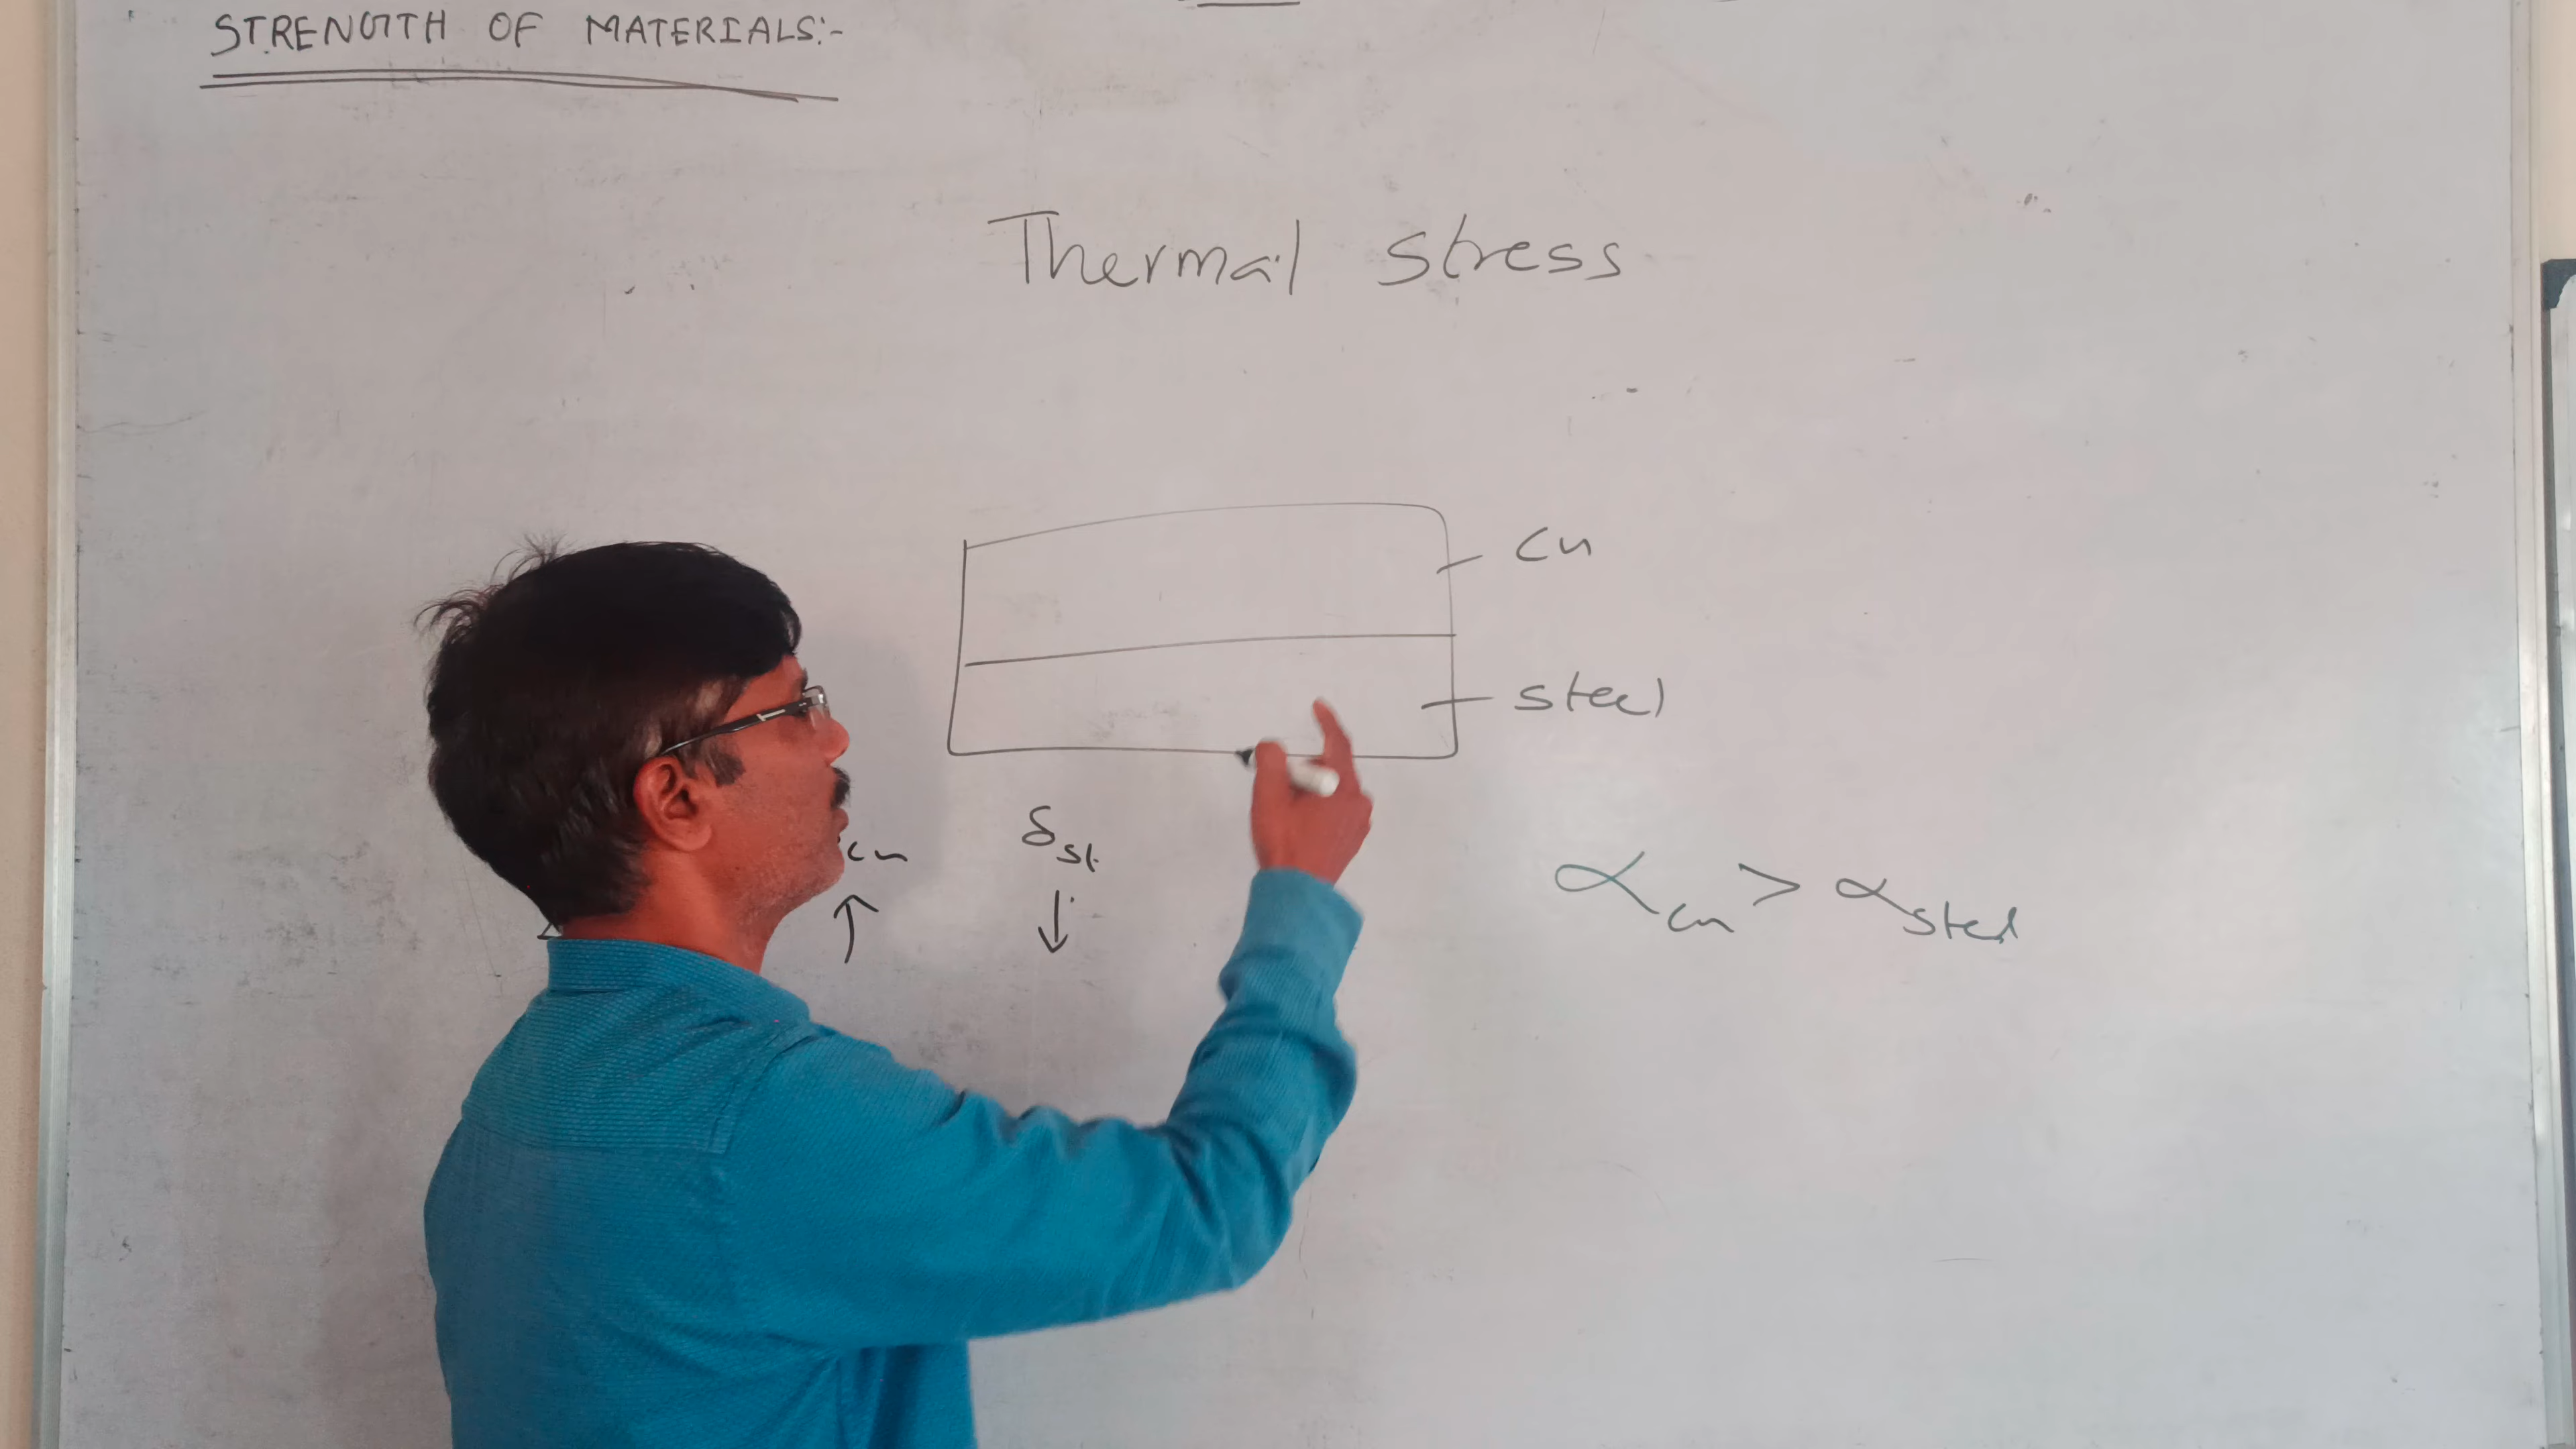 STRENGTH OF MATERIALS:-
Thermal stress
Cu
steel
cu δst
↑ ↓
αcu > αsteel